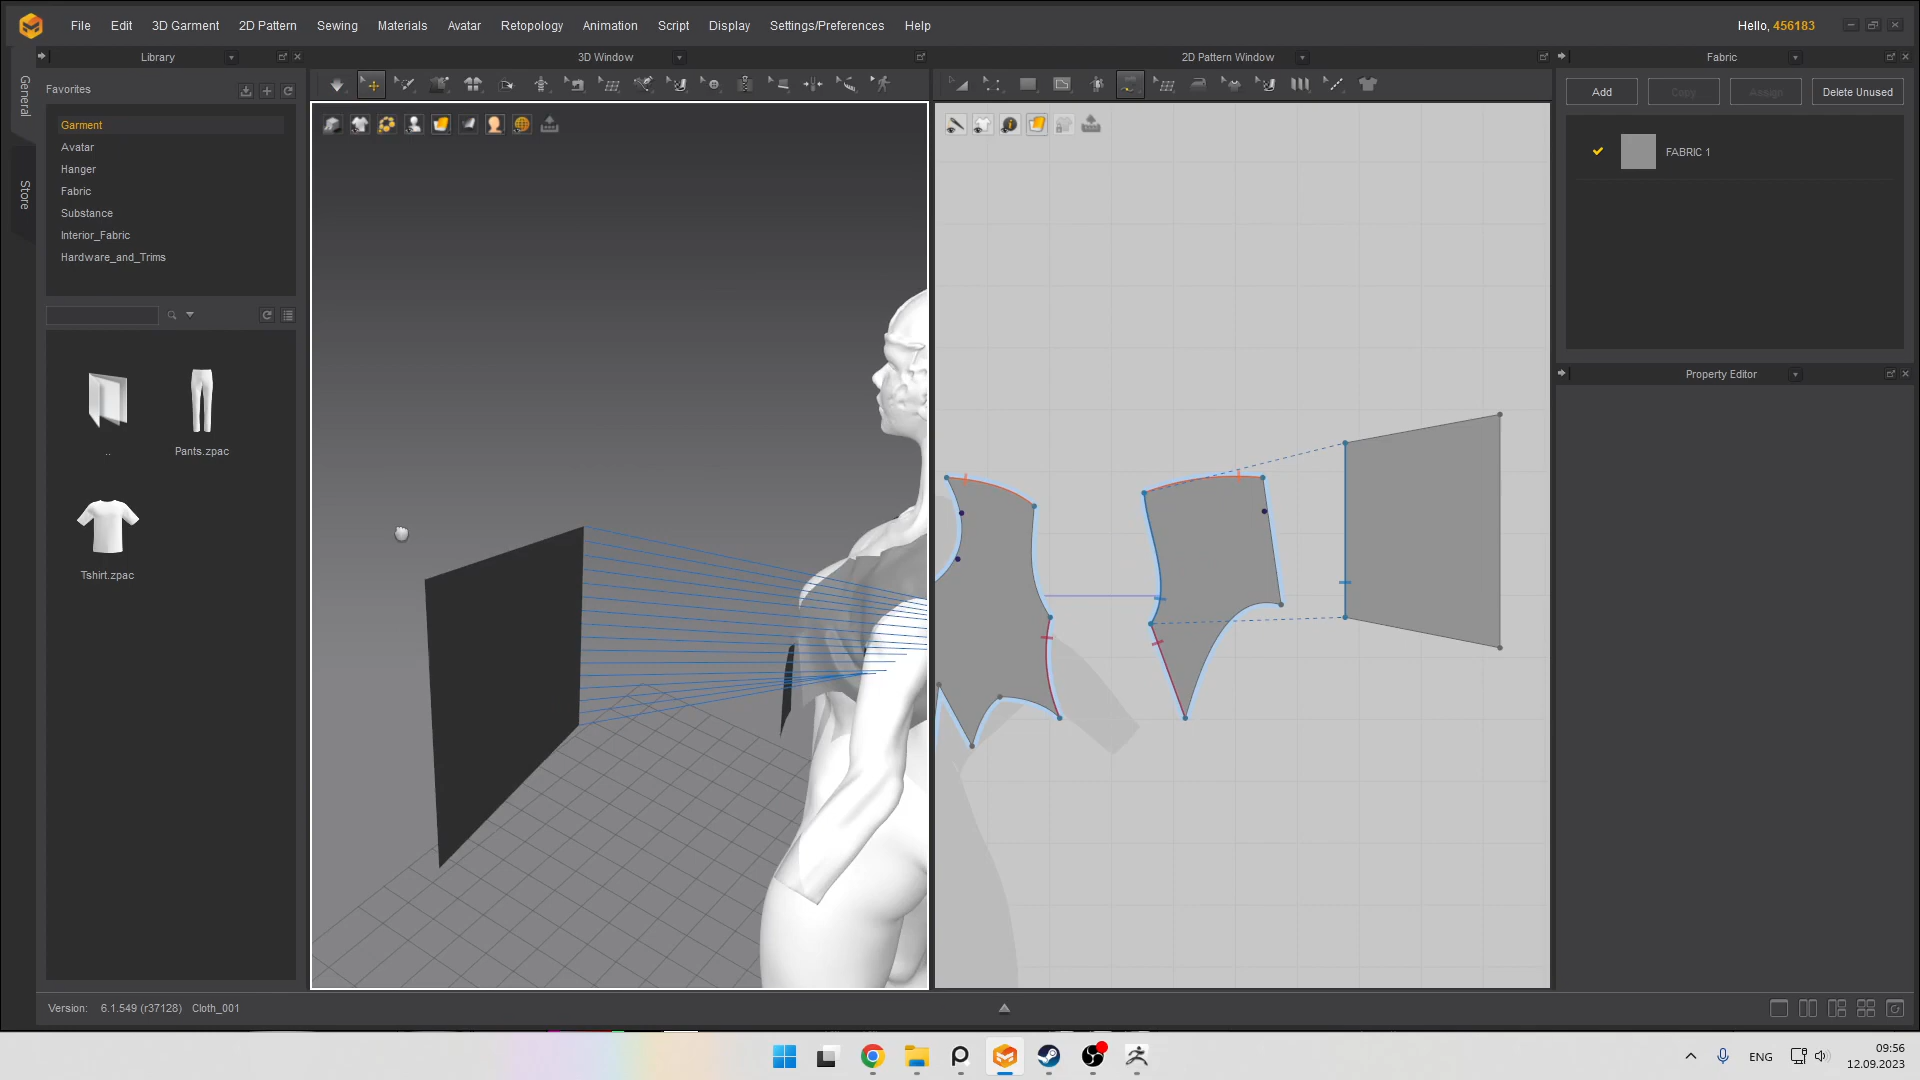 File Edit 3D Garment 2D Pattern Sewing Materials Avatar Retopology Animation Script Display Settings/Preferences Help
Hello, 456183
Library
3D Window
2D Pattern Window
Fabric
General
Store
Favorites
Garment
Avatar
Hanger
Fabric
Substance
Interior_Fabric
Hardware_and_Trims
..
Pants.zpac
Tshirt.zpac
Add Copy Assign Delete Unused
FABRIC 1
Property Editor
Version: 6.1.549 (r37128) Cloth_001
ENG
09:56
12.09.2023